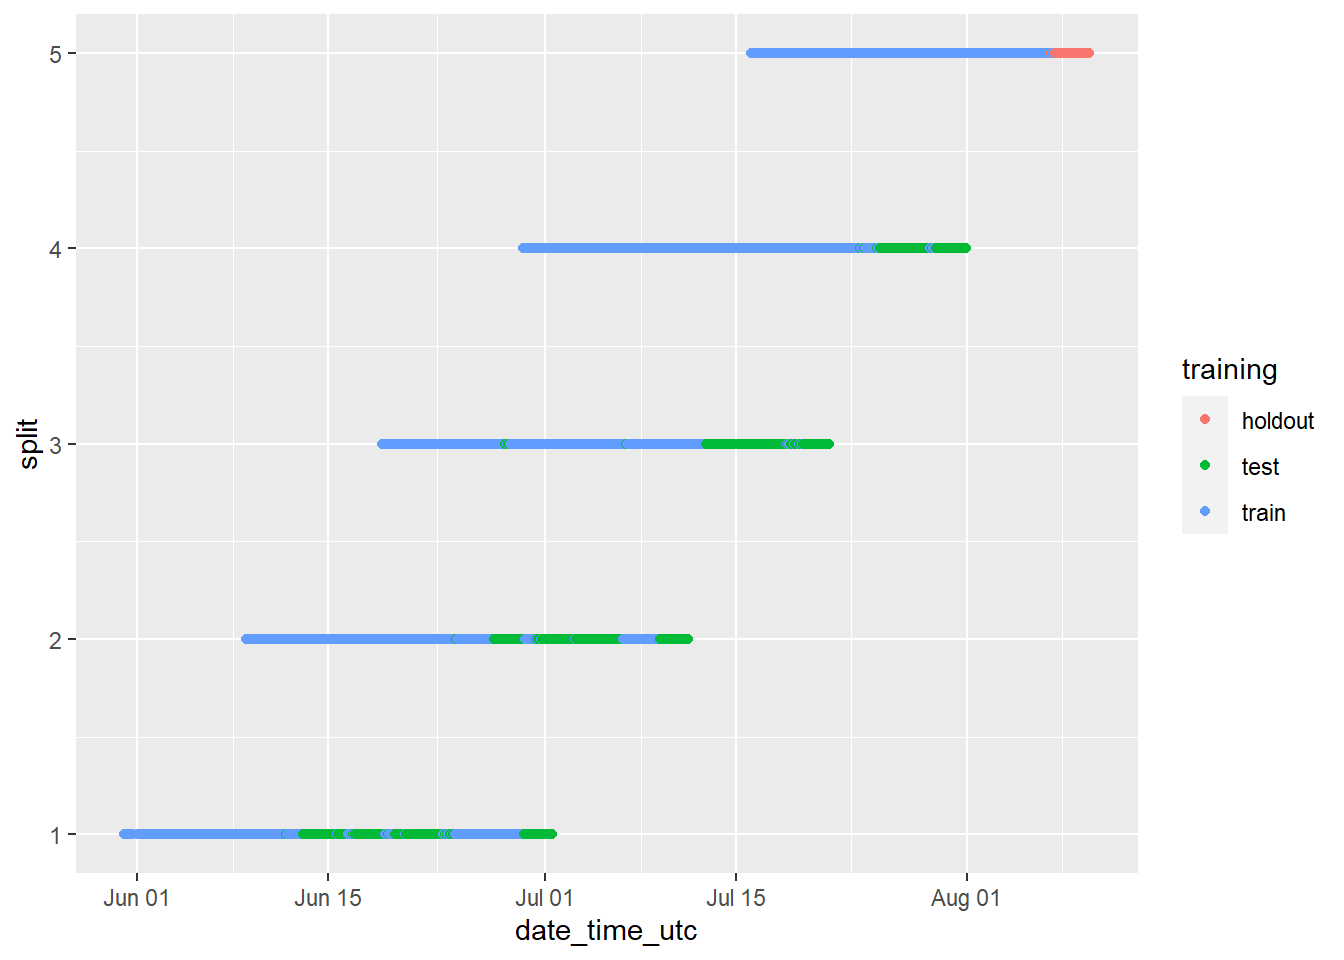 5
4
3
2
1
split
Jun 01
Jun 15
Jul 01
Jul 15
Aug 01
date_time_utc
training
holdout
test
train